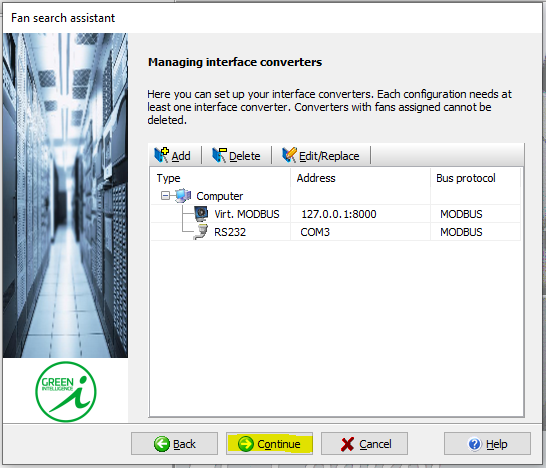 Fan search assistant
Managing interface converters
Here you can set up your interface converters. Each configuration needs at
least one interface converter. Converters with fans assigned cannot be
deleted.
Add Delete Edit/Replace
Type Address Bus protocol
Computer
Virt. MODBUS 127.0.0.1:8000 MODBUS
RS232 COM3 MODBUS
GREEN
INTELLIGENCE
i
Back Continue Cancel Help